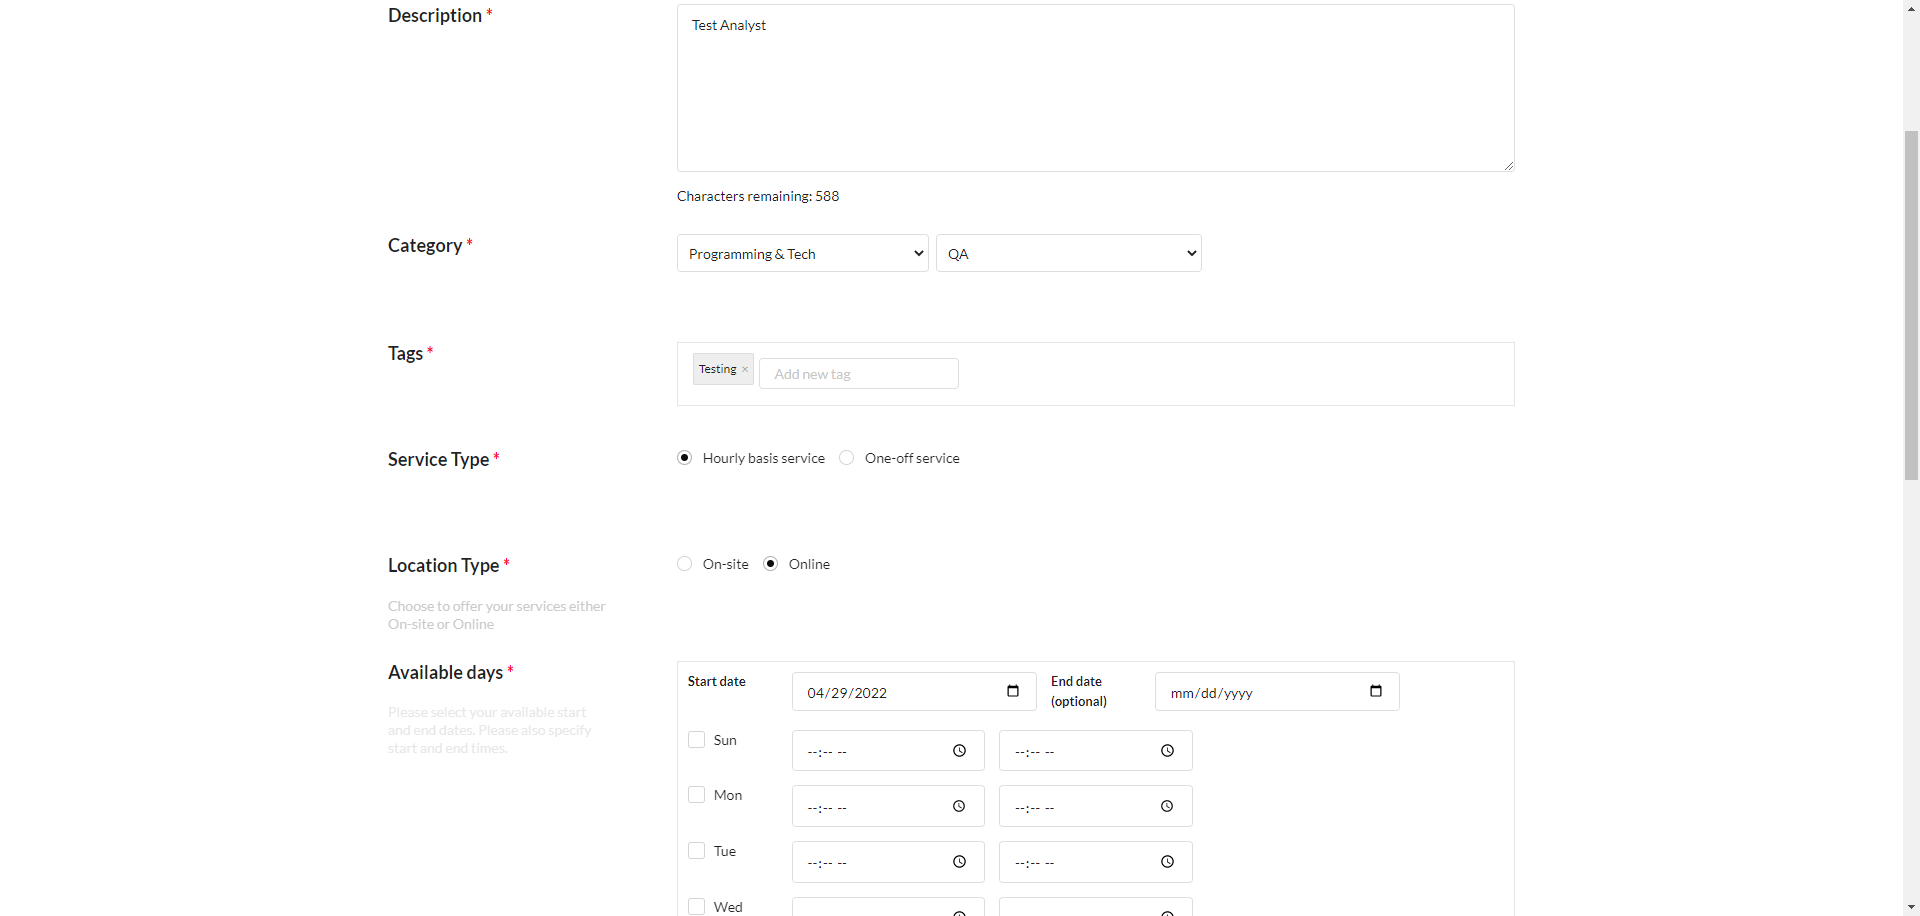 Description *
Test Analyst
Characters remaining: 588
Category *
Programming & Tech
QA
Tags *
Testing ×
Add new tag
Service Type *
Hourly basis service
One-off service
Location Type *
On-site
Online
Choose to offer your services either
On-site or Online
Available days *
Please select your available start
and end dates. Please also specify
start and end times.
Start date
04/29/2022
End date
(optional)
mm/dd/yyyy
Sun
--:-- --
--:-- --
Mon
--:-- --
--:-- --
Tue
--:-- --
--:-- --
Wed